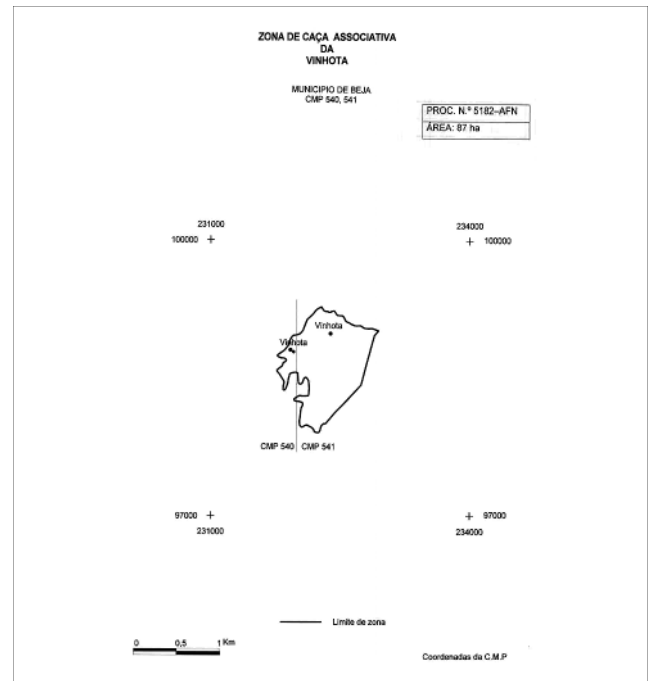 ZONA DE CAÇA ASSOCIATIVA
DA
VINHOTA
MUNICIPIO DE BEJA
CMP 540, 541
PROC. N.º 5182–AFN
ÁREA: 87 ha
231000
100000
234000
100000
Vinhota
Vinhota
CMP 540
CMP 541
97000
231000
97000
234000
Limite de zona
0 0,5 1 Km
Coordenadas da C.M.P